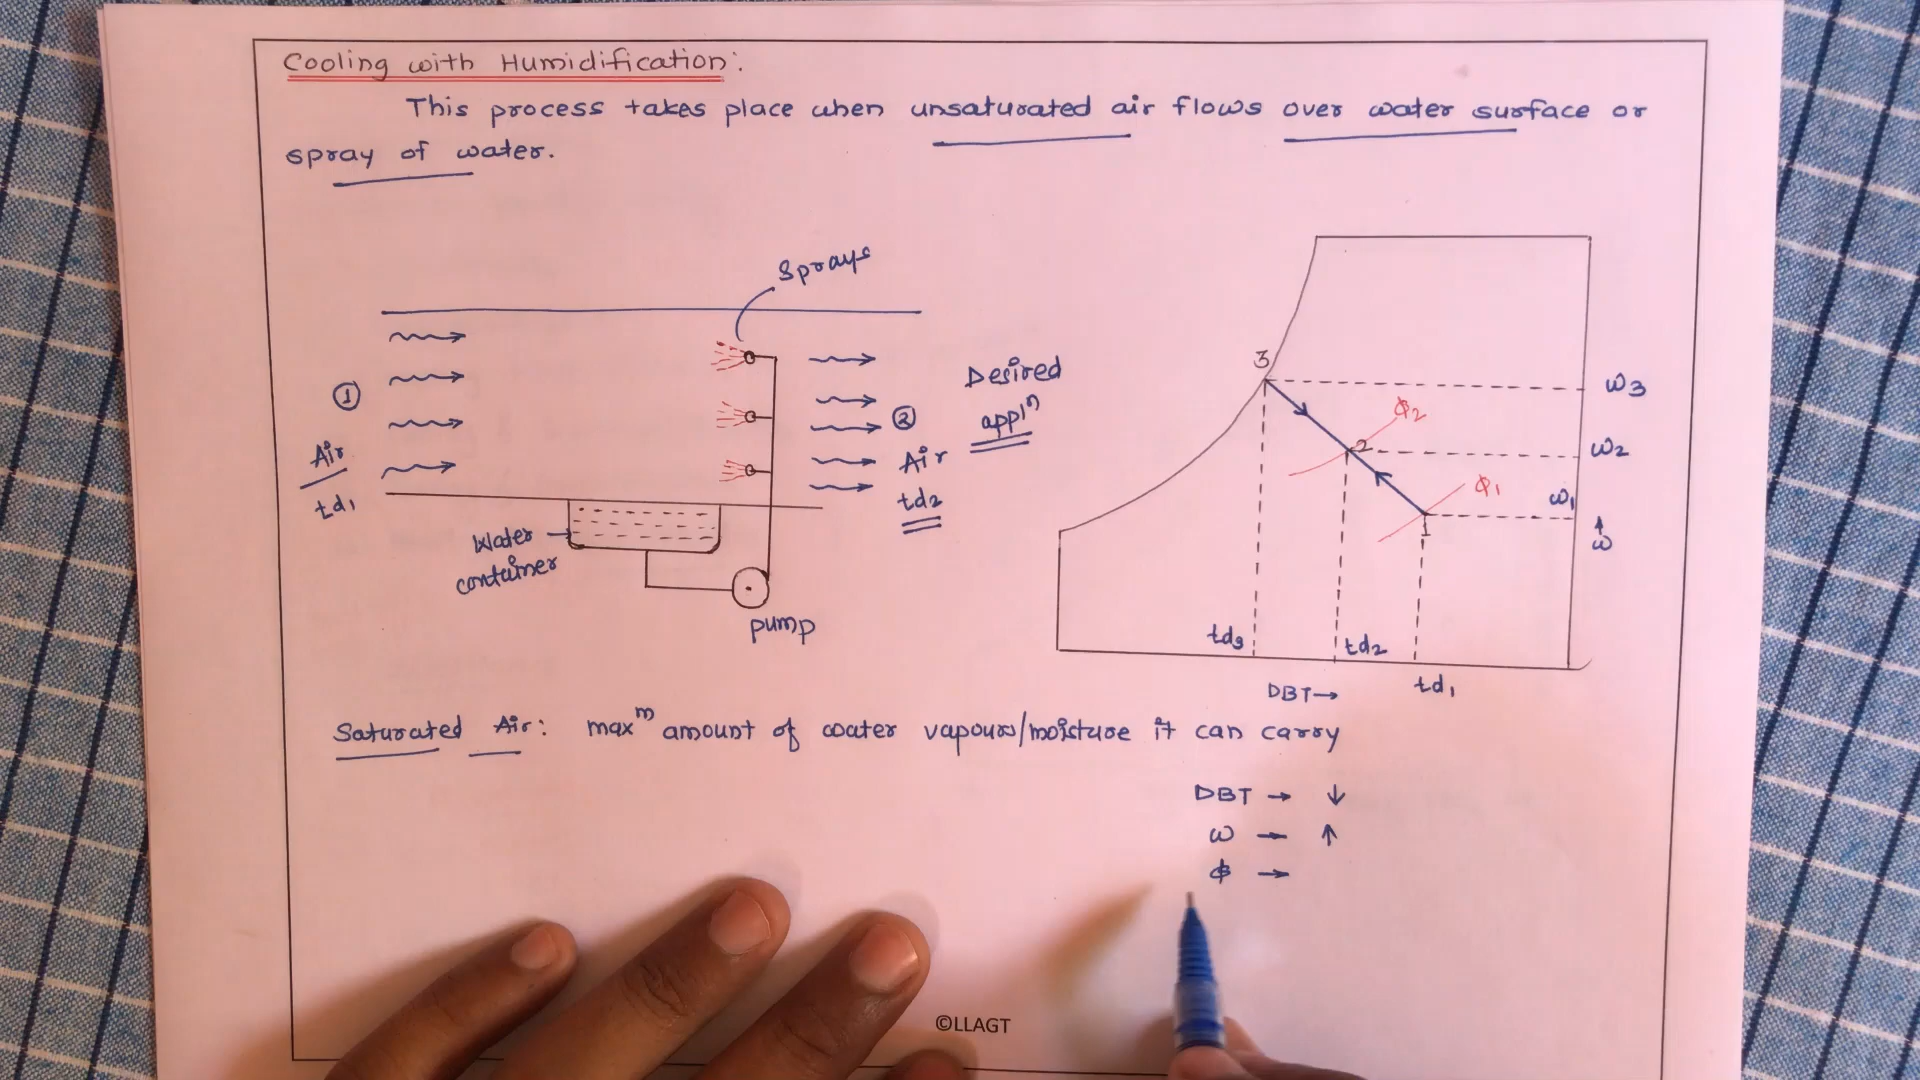 Cooling with Humidification:
This process takes place when unsaturated air flows over water surface or
spray of water.
Sprays
①
Air
td1
②
Air
td2
Desired
applⁿ
Water
container
pump
3
ϕ2
2
ϕ1
1
ω3
ω2
ω1
ω
td3
td2
td1
DBT→
Saturated Air: maxᵐ amount of water vapours/moisture it can carry
DBT → ↓
ω → ↑
ϕ →
©LLAGT